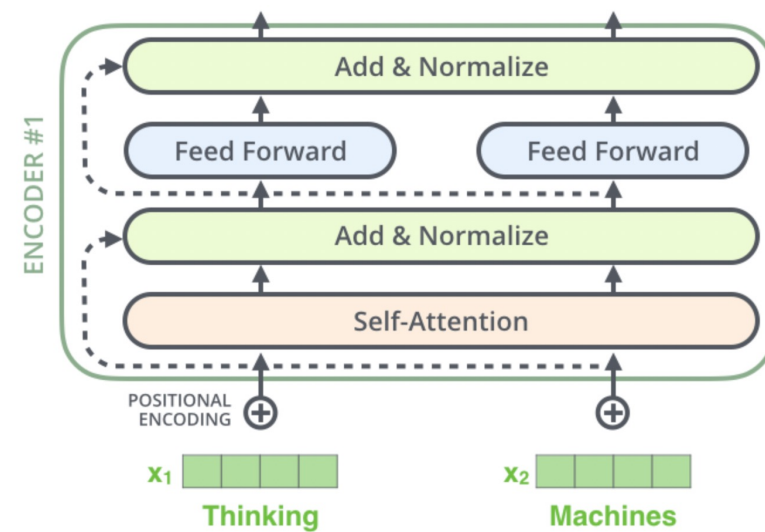 ENCODER #1
Add & Normalize
Feed Forward
Feed Forward
Add & Normalize
Self-Attention
POSITIONAL
ENCODING
x1
x2
Thinking
Machines